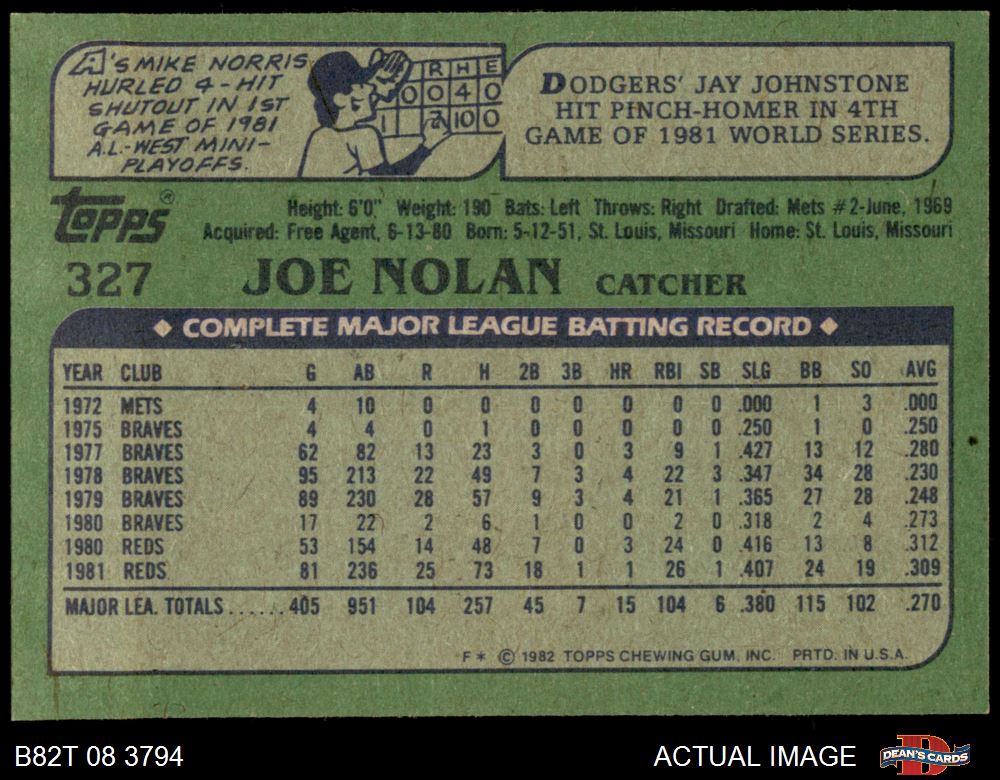 A'S MIKE NORRIS
HURLED 4-HIT
SHUTOUT IN 1ST
GAME OF 1981
A.L.-WEST MINI-
PLAYOFFS.
R H E
0 0 4 0
1 2 10 0
DODGERS' JAY JOHNSTONE
HIT PINCH-HOMER IN 4TH
GAME OF 1981 WORLD SERIES.
topps®
Height: 6'0" Weight: 190 Bats: Left Throws: Right Drafted: Mets #2-June, 1969
Acquired: Free Agent, 6-13-80 Born: 5-12-51, St. Louis, Missouri Home: St. Louis, Missouri
327 JOE NOLAN CATCHER
◆ COMPLETE MAJOR LEAGUE BATTING RECORD ◆
YEAR CLUB G AB R H 2B 3B HR RBI SB SLG BB SO AVG
1972 METS 4 10 0 0 0 0 0 0 0 .000 1 3 .000
1975 BRAVES 4 4 0 1 0 0 0 0 0 .250 1 0 .250
1977 BRAVES 62 82 13 23 3 0 3 9 1 .427 13 12 .280
1978 BRAVES 95 213 22 49 7 3 4 22 3 .347 34 28 .230
1979 BRAVES 89 230 28 57 9 3 4 21 1 .365 27 28 .248
1980 BRAVES 17 22 2 6 1 0 0 2 0 .318 2 4 .273
1980 REDS 53 154 14 48 7 0 3 24 0 .416 13 8 .312
1981 REDS 81 236 25 73 18 1 1 26 1 .407 24 19 .309
MAJOR LEA. TOTALS......405 951 104 257 45 7 15 104 6 .380 115 102 .270
F* © 1982 TOPPS CHEWING GUM, INC. PRTD. IN U.S.A.
B82T 08 3794 ACTUAL IMAGE D DEAN'S CARDS